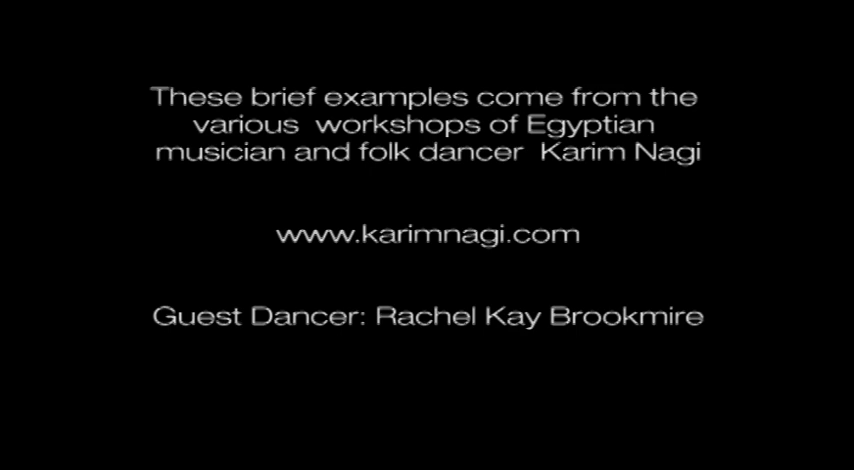 These brief examples come from the
various workshops of Egyptian
musician and folk dancer Karim Nagi
www.karimnagi.com
Guest Dancer: Rachel Kay Brookmire